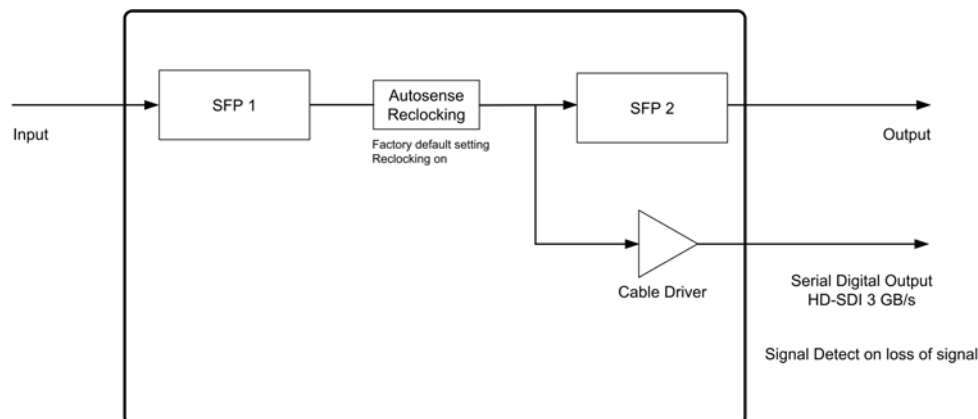 SFP 1
Autosense
Reclocking
SFP 2
Input
Factory default setting
Reclocking on
Output
Cable Driver
Serial Digital Output
HD-SDI 3 GB/s
Signal Detect on loss of signal